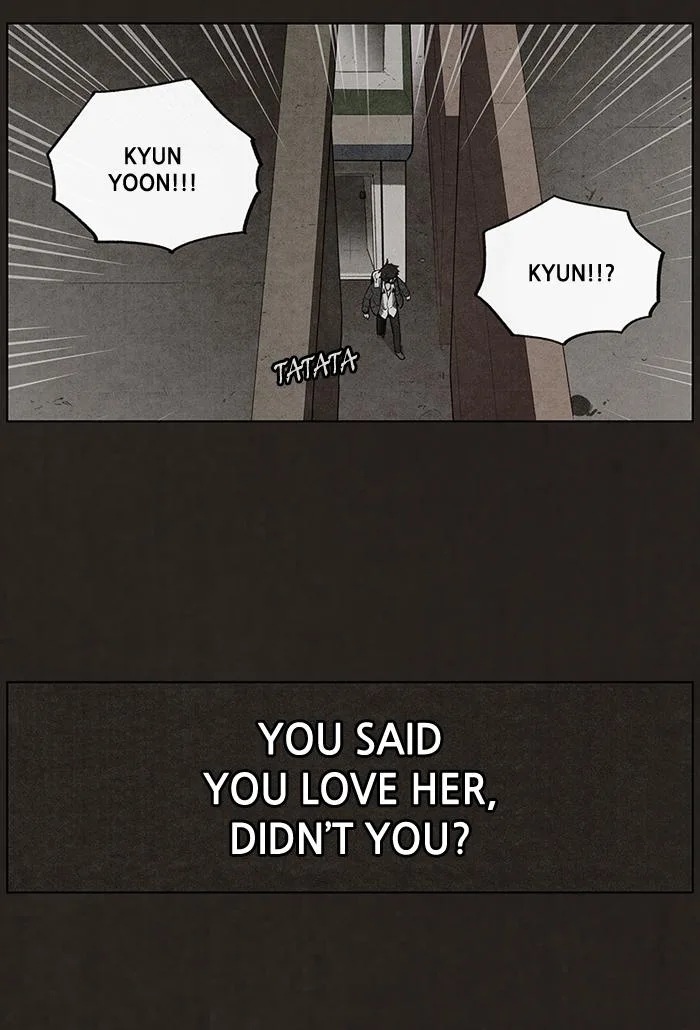 KYUN
YOON!!!
KYUN!!?
TATATA
YOU SAID
YOU LOVE HER,
DIDN'T YOU?